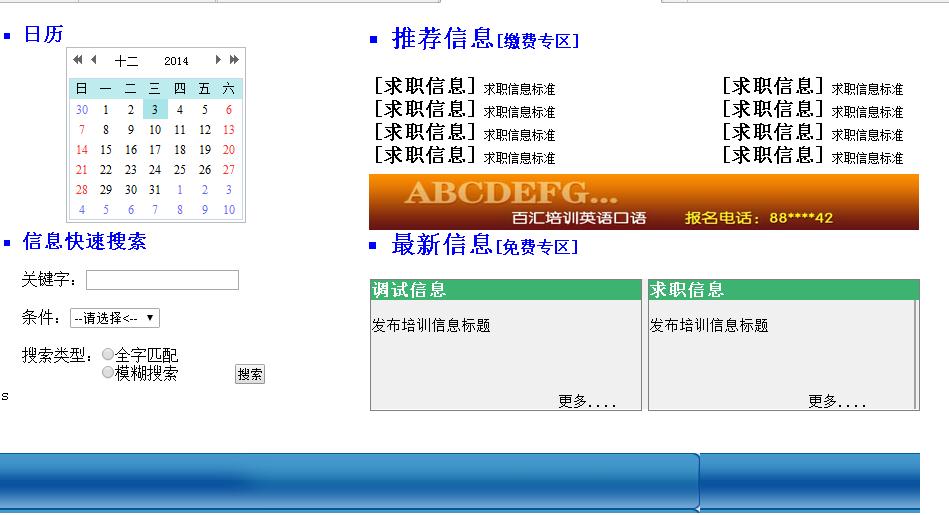 日历
十二 2014
日 一 二 三 四 五 六
30 1 2 3 4 5 6
7 8 9 10 11 12 13
14 15 16 17 18 19 20
21 22 23 24 25 26 27
28 29 30 31 1 2 3
4 5 6 7 8 9 10
信息快速搜索
关键字：
条件： --请选择<--
搜索类型： 全字匹配
模糊搜索 搜索
s
推荐信息[缴费专区]
[求职信息] 求职信息标准 [求职信息] 求职信息标准
[求职信息] 求职信息标准 [求职信息] 求职信息标准
[求职信息] 求职信息标准 [求职信息] 求职信息标准
[求职信息] 求职信息标准 [求职信息] 求职信息标准
ABCDEFG...
百汇培训英语口语 报名电话：88****42
最新信息[免费专区]
调试信息
发布培训信息标题
更多....
求职信息
发布培训信息标题
更多....